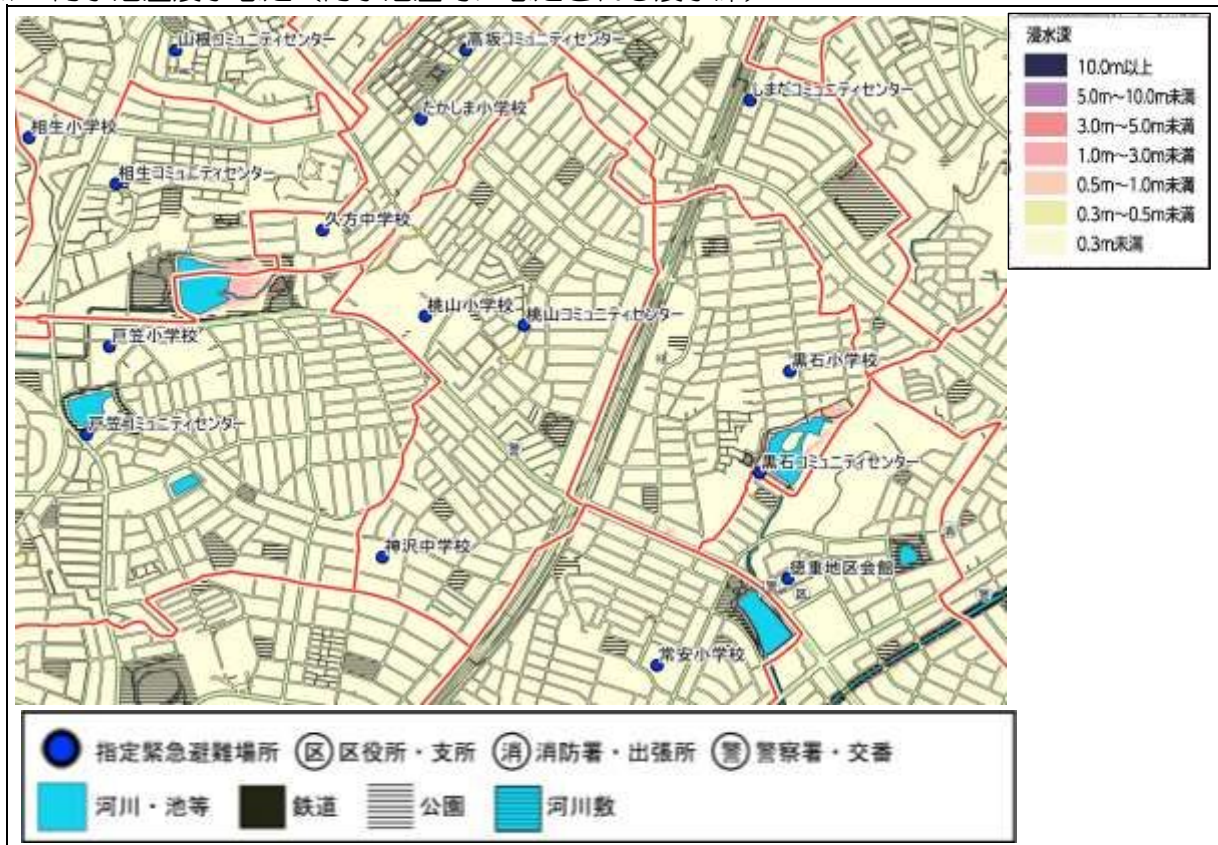 山根コミュニティセンター
高坂コミュニティセンター
しまだコミュニティセンター
相生小学校
たかしま小学校
相生コミュニティセンター
久方中学校
桃山小学校
桃山コミュニティセンター
戸笠小学校
黒石小学校
戸笠コミュニティセンター
黒石コミュニティセンター
警
消
神沢中学校
徳重地区会館
区
常安小学校
浸水深
10.0m以上
5.0m～10.0m未満
3.0m～5.0m未満
1.0m～3.0m未満
0.5m～1.0m未満
0.3m～0.5m未満
0.3m未満
指定緊急避難場所 区 区役所・支所 消 消防署・出張所 警 警察署・交番
河川・池等 鉄道 公園 河川敷